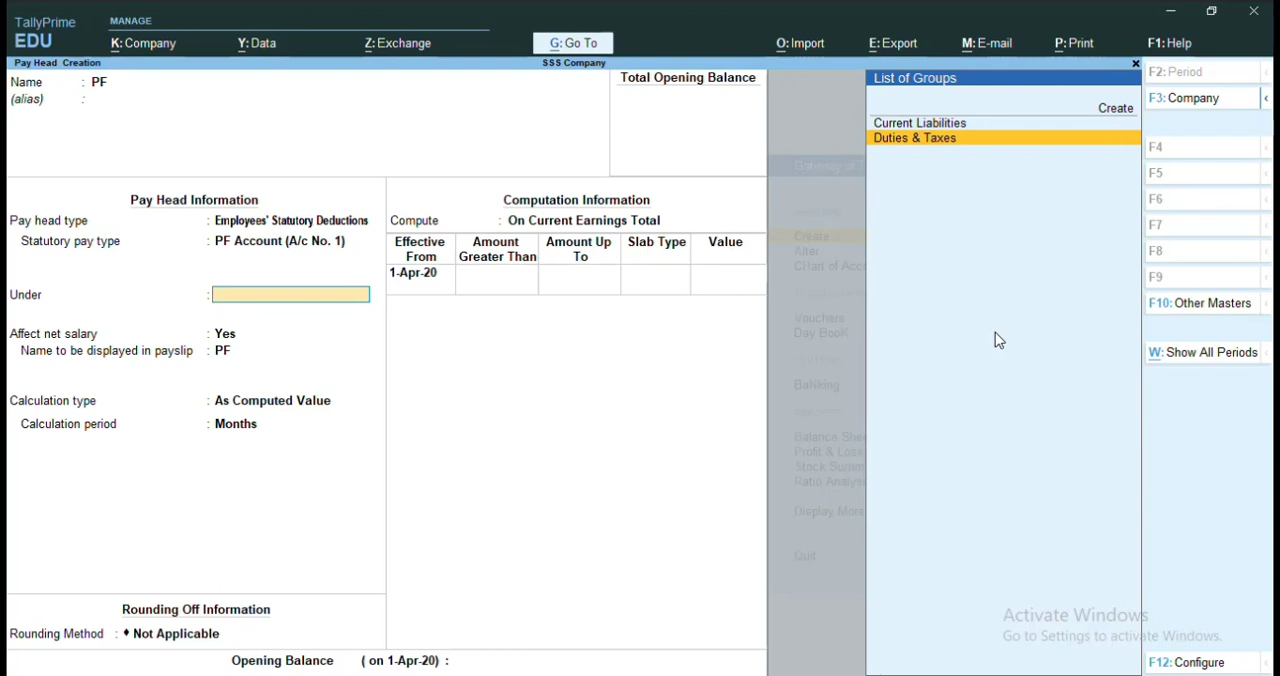 TallyPrime
EDU
MANAGE
K: Company
Y: Data
Z: Exchange
G: Go To
O: Import
E: Export
M: E-mail
P: Print
F1: Help
Pay Head Creation
SSS Company
Name : PF
(alias) :
Total Opening Balance
Pay Head Information
Pay head type : Employees' Statutory Deductions
Statutory pay type : PF Account (A/c No. 1)
Under :
Affect net salary : Yes
Name to be displayed in payslip : PF
Calculation type : As Computed Value
Calculation period : Months
Computation Information
Compute : On Current Earnings Total
Effective From
Amount Greater Than
Amount Up To
Slab Type
Value
1-Apr-20
Rounding Off Information
Rounding Method : ♦ Not Applicable
Opening Balance ( on 1-Apr-20) :
Create
Alter
Vouchers
Day BooK
BaNking
Balance She
Profit & Loss
Stock Summ
Ratio Analysi
Display More
Quit
List of Groups
Create
Current Liabilities
Duties & Taxes
F2: Period
F3: Company
F4
F5
F6
F7
F8
F9
F10: Other Masters
W: Show All Periods
F12: Configure
Activate Windows
Go to Settings to activate Windows.